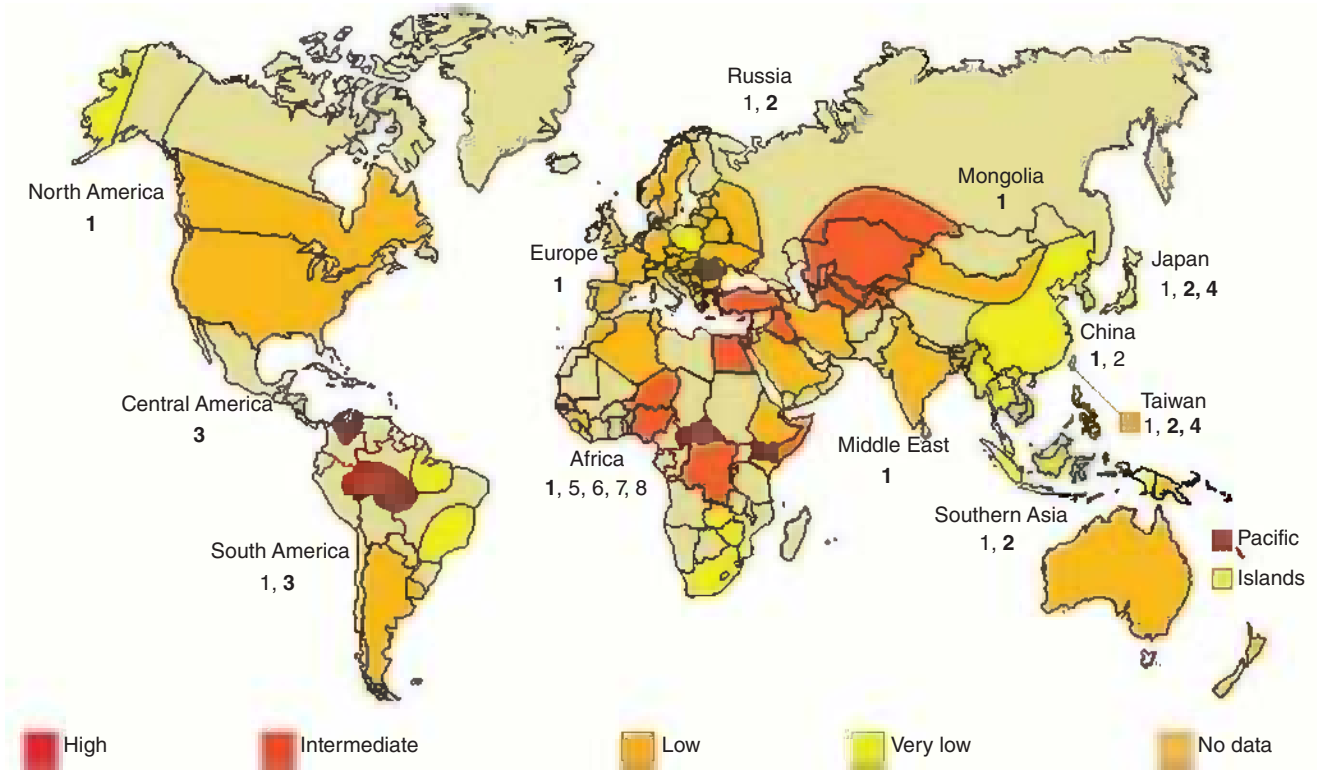 Russia
1, 2
North America
1
Mongolia
1
Europe
1
Japan
1, 2, 4
China
1, 2
Central America
3
Taiwan
1, 2, 4
Africa
1, 5, 6, 7, 8
Middle East
1
Southern Asia
1, 2
South America
1, 3
Pacific
Islands
High
Intermediate
Low
Very low
No data